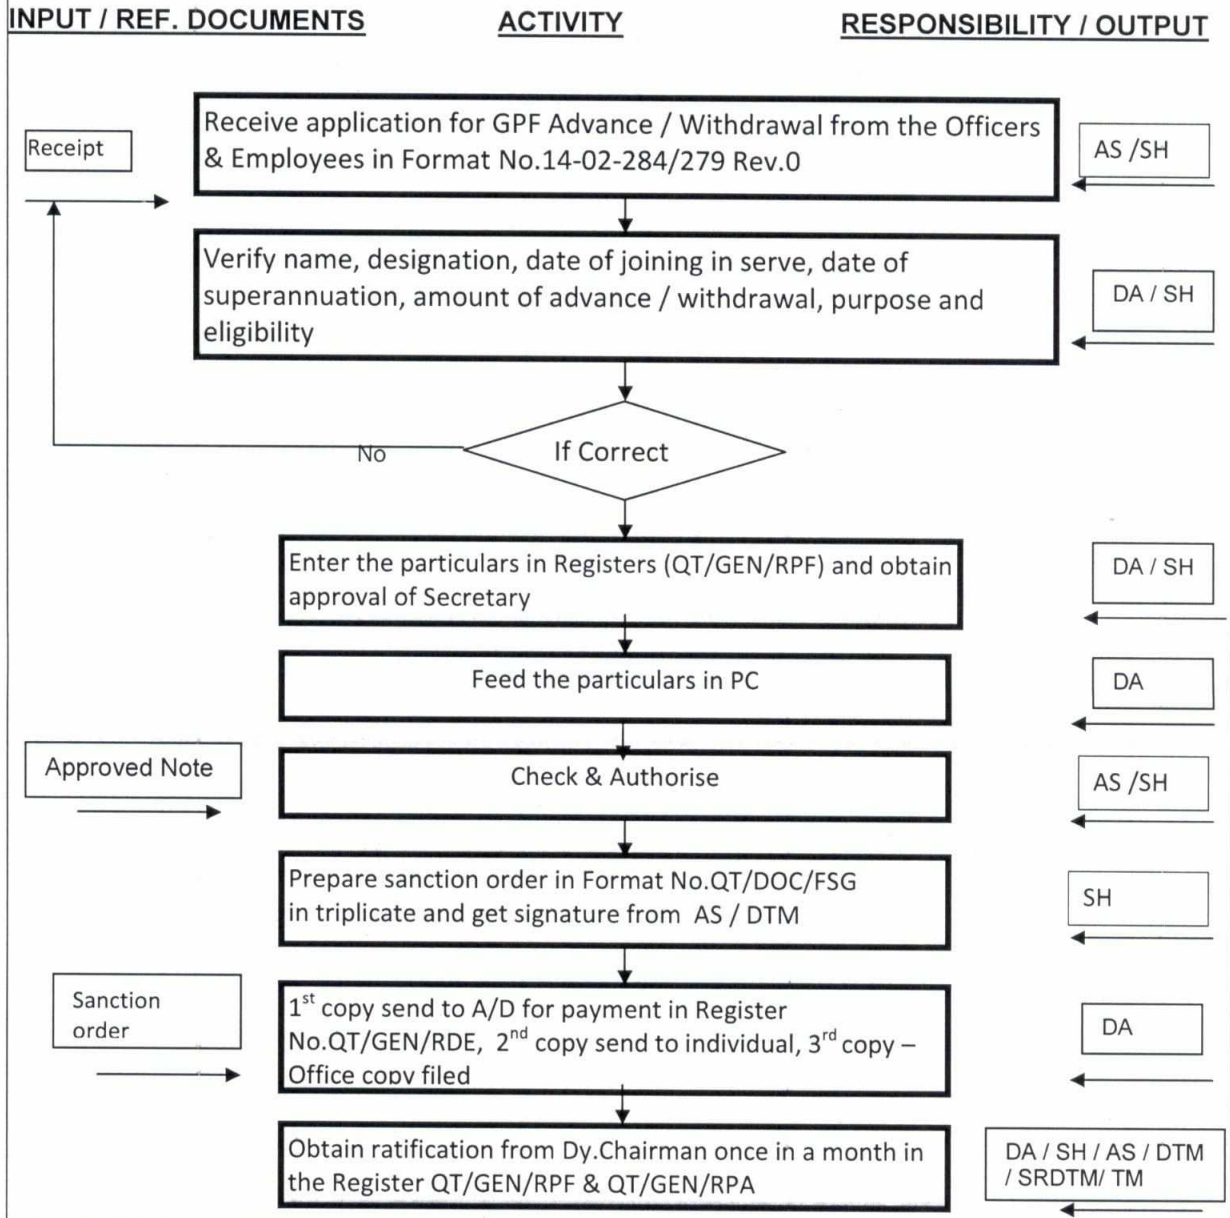 INPUT / REF. DOCUMENTS ACTIVITY RESPONSIBILITY / OUTPUT
Receipt
Receive application for GPF Advance / Withdrawal from the Officers
& Employees in Format No.14-02-284/279 Rev.0
AS /SH
Verify name, designation, date of joining in serve, date of
superannuation, amount of advance / withdrawal, purpose and
eligibility
DA / SH
No
If Correct
Enter the particulars in Registers (QT/GEN/RPF) and obtain
approval of Secretary
DA / SH
Feed the particulars in PC
DA
Approved Note
Check & Authorise
AS /SH
Prepare sanction order in Format No.QT/DOC/FSG
in triplicate and get signature from AS / DTM
SH
Sanction
order
1st copy send to A/D for payment in Register
No.QT/GEN/RDE, 2nd copy send to individual, 3rd copy –
Office copy filed
DA
Obtain ratification from Dy.Chairman once in a month in
the Register QT/GEN/RPF & QT/GEN/RPA
DA / SH / AS / DTM
/ SRDTM/ TM